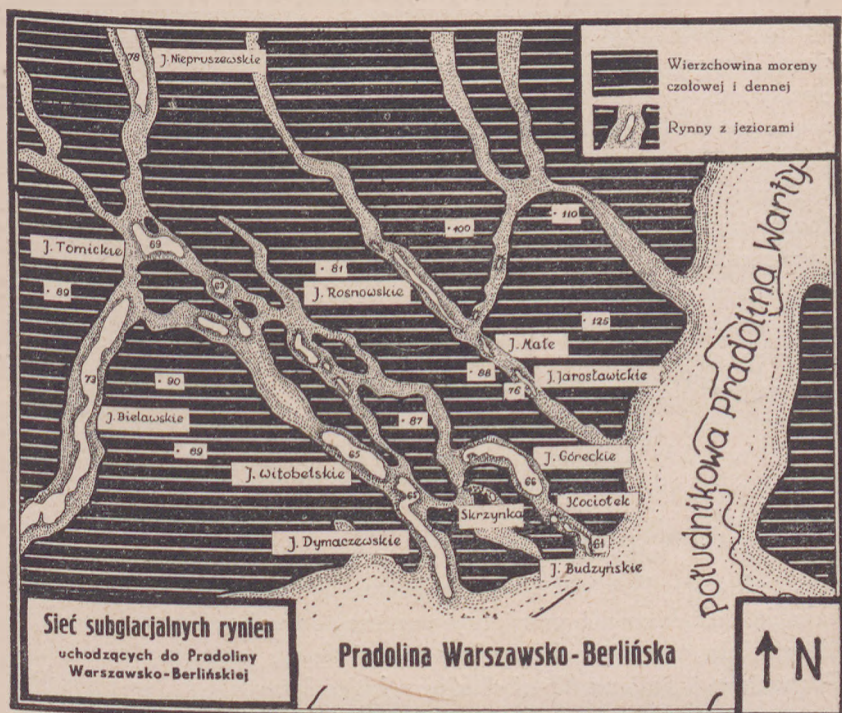 78
J. Niepruszewskie
Wierzchowina moreny
czołowej i dennej
Rynny z jeziorami
południkowa Pradolina Warty
110
100
J. Tomickie
69
81
69
J. Rosnowskie
89
125
J. Małe
73
90
88
J. Jarosławickie
76
J. Bielawskie
87
89
J. Góreckie
65
J. Witobelskie
66
65
Kociołek
Skrzynka
J. Dymaczewskie
61
J. Budzyńskie
Sieć subglacjalnych rynien
uchodzących do Pradoliny
Warszawsko-Berlińskiej
Pradolina Warszawsko-Berlińska
N